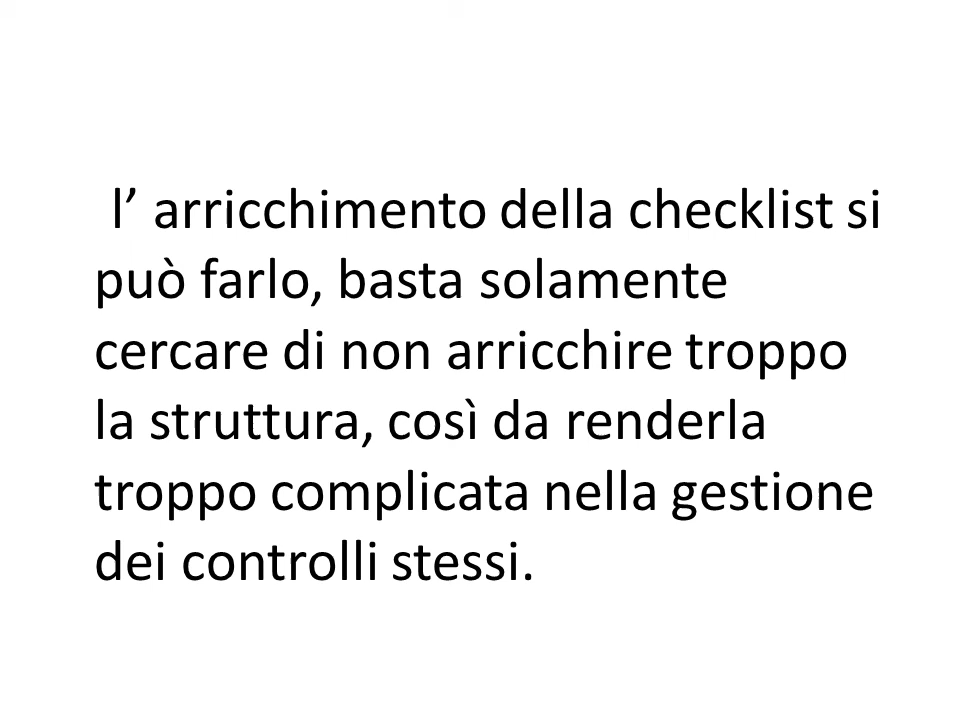 l’ arricchimento della checklist si
può farlo, basta solamente
cercare di non arricchire troppo
la struttura, così da renderla
troppo complicata nella gestione
dei controlli stessi.